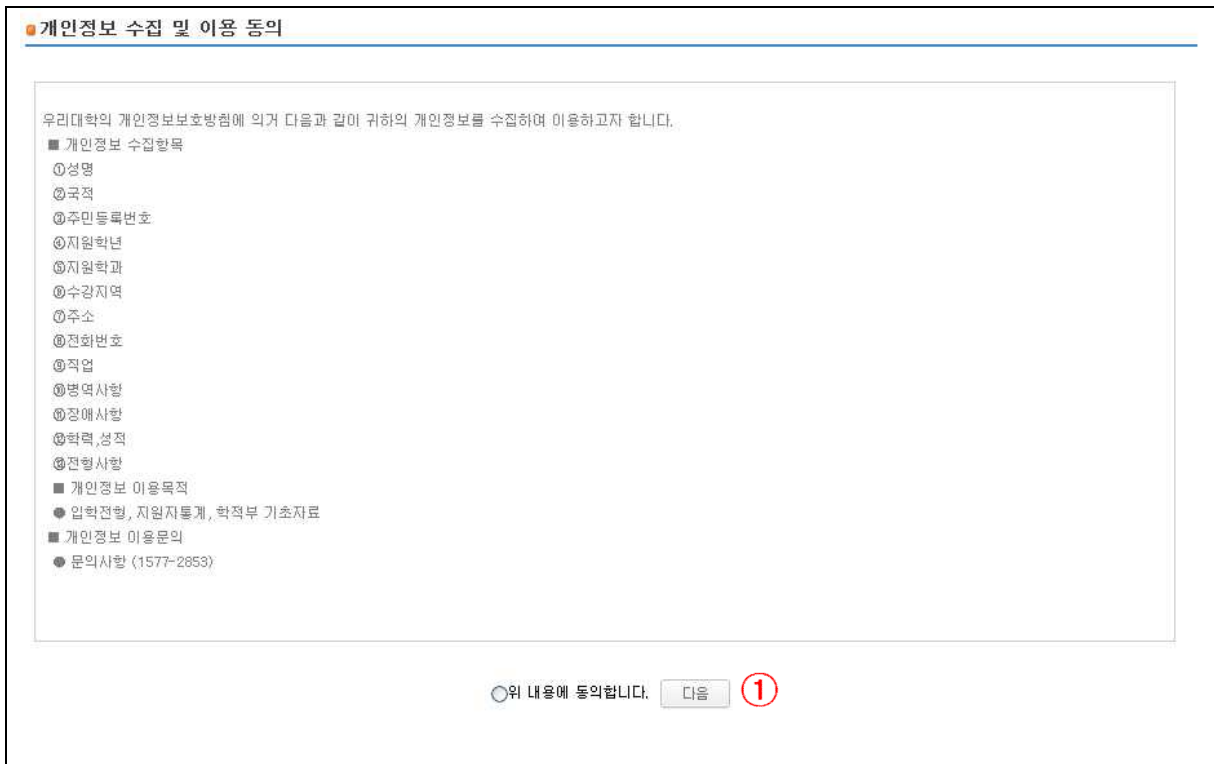 개인정보 수집 및 이용 동의
우리대학의 개인정보보호방침에 의거 다음과 같이 귀하의 개인정보를 수집하여 이용하고자 합니다.
■ 개인정보 수집항목
①성명
②국적
③주민등록번호
④지원학년
⑤지원학과
⑥수강지역
⑦주소
⑧전화번호
⑨직업
⑩병역사항
⑪장애사항
⑫학력,성적
⑬전형사항
■ 개인정보 이용목적
● 입학전형, 지원자통계, 학적부 기초자료
■ 개인정보 이용문의
● 문의사항 (1577-2853)
위 내용에 동의합니다. 다음 ①